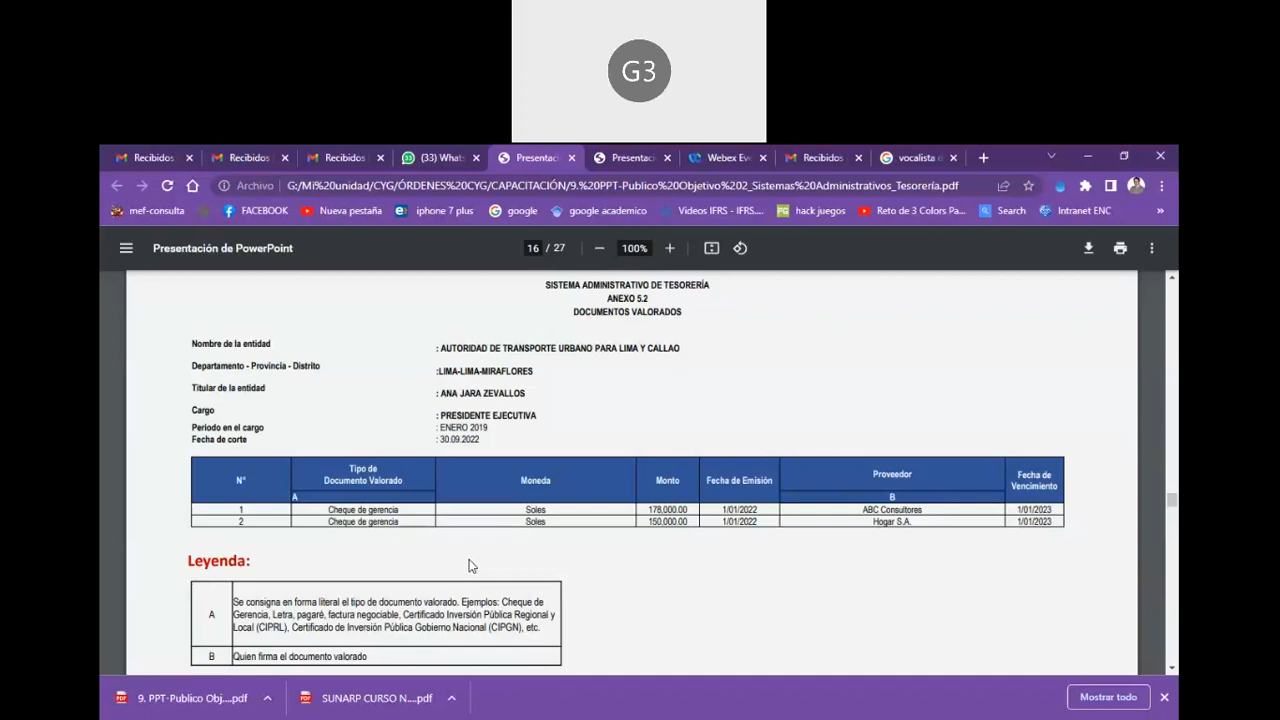 G3
Recibidos
Recibidos
Recibidos
(33) What
Presentaci
Presentaci
Webex Eve
Recibidos
vocalista d
Archivo
G:/Mi%20unidad/CYG/ÓRDENES%20CYG/CAPACITACIÓN/9.%20PPT-Publico%20Objetivo%202_Sistemas%20Administrativos_Tesorería.pdf
mef-consulta
FACEBOOK
Nueva pestaña
iphone 7 plus
google
google academico
Videos IFRS - IFRS....
hack juegos
Reto de 3 Colors Pa...
Search
Intranet ENC
»
Presentación de PowerPoint
16 / 27
100%
SISTEMA ADMINISTRATIVO DE TESORERÍA
ANEXO 5.2
DOCUMENTOS VALORADOS
Nombre de la entidad : AUTORIDAD DE TRANSPORTE URBANO PARA LIMA Y CALLAO
Departamento - Provincia - Distrito :LIMA-LIMA-MIRAFLORES
Titular de la entidad : ANA JARA ZEVALLOS
Cargo : PRESIDENTE EJECUTIVA
Periodo en el cargo : ENERO 2019
Fecha de corte : 30.09.2022
N° Tipo de Documento Valorado Moneda Monto Fecha de Emisión Proveedor Fecha de Vencimiento
A B
1 Cheque de gerencia Soles 178,000.00 1/01/2022 ABC Consultores 1/01/2023
2 Cheque de gerencia Soles 150,000.00 1/01/2022 Hogar S.A. 1/01/2023
Leyenda:
A Se consigna en forma literal el tipo de documento valorado. Ejemplos: Cheque de
Gerencia, Letra, pagaré, factura negociable, Certificado Inversión Pública Regional y
Local (CIPRL), Certificado de Inversión Pública Gobierno Nacional (CIPGN), etc.
B Quien firma el documento valorado
9. PPT-Publico Obj....pdf
SUNARP CURSO N....pdf
Mostrar todo